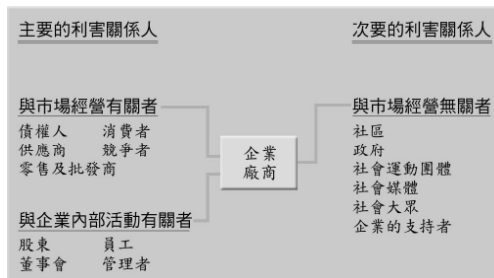 主要的利害關係人
次要的利害關係人
與市場經營有關者
債權人 消費者
供應商 競爭者
零售及批發商
與企業內部活動有關者
股東 員工
董事會 管理者
企業
廠商
與市場經營無關者
社區
政府
社會運動團體
社會媒體
社會大眾
企業的支持者